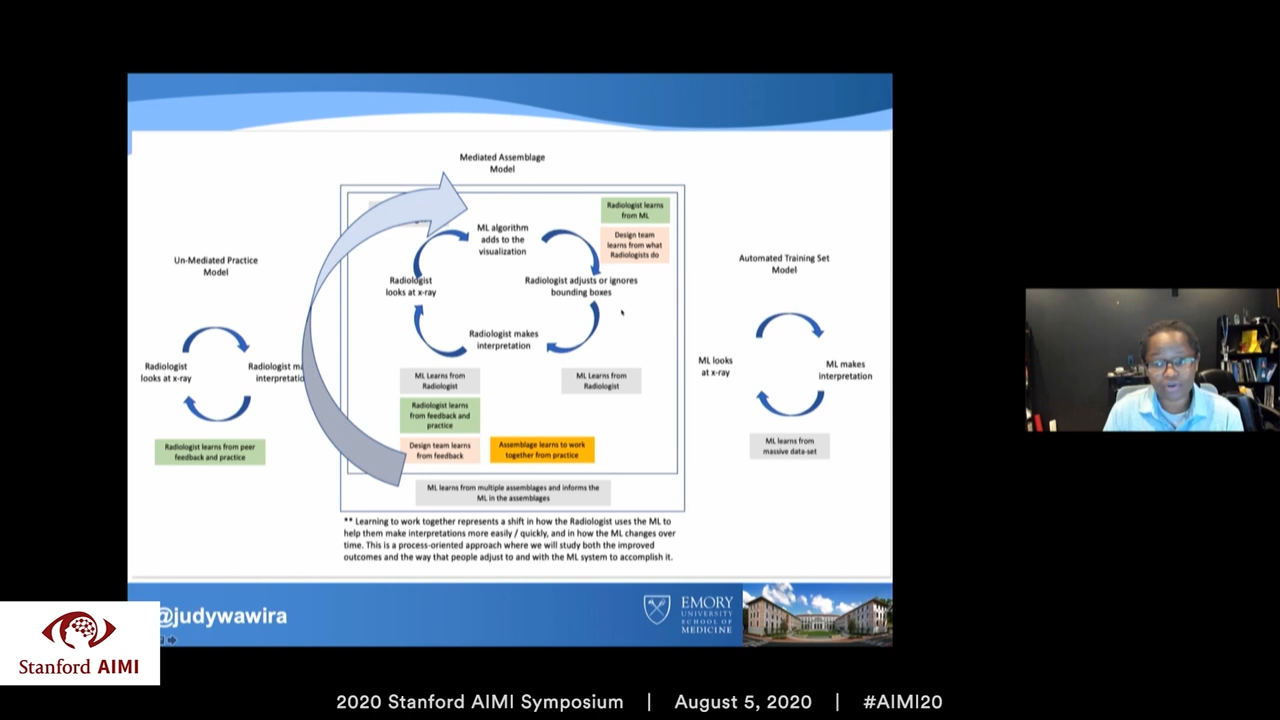 Mediated Assemblage
Model
Un-Mediated Practice
Model
Radiologist
looks at x-ray
Radiologist
interpretatio
Radiologist learns from peer
feedback and practice
ML algorithm
adds to the
visualization
Radiologist learns
from ML
Design team
learns from what
Radiologists do
Radiologist
looks at x-ray
Radiologist adjusts or ignores
bounding boxes
Radiologist makes
interpretation
ML Learns from
Radiologist
ML Learns from
Radiologist
Radiologist learns
from feedback and
practice
Design team learns
from feedback
Assemblage learns to work
together from practice
ML learns from multiple assemblages and informs the
ML in the assemblages
Automated Training Set
Model
ML looks
at x-ray
ML makes
interpretation
ML learns from
massive data-set
** Learning to work together represents a shift in how the Radiologist uses the ML to
help them make interpretations more easily / quickly, and in how the ML changes over
time. This is a process-oriented approach where we will study both the improved
outcomes and the way that people adjust to and with the ML system to accomplish it.
@judywawira
EMORY
UNIVERSITY
SCHOOL OF
MEDICINE
Stanford AIMI
2020 Stanford AIMI Symposium | August 5, 2020 | #AIMI20